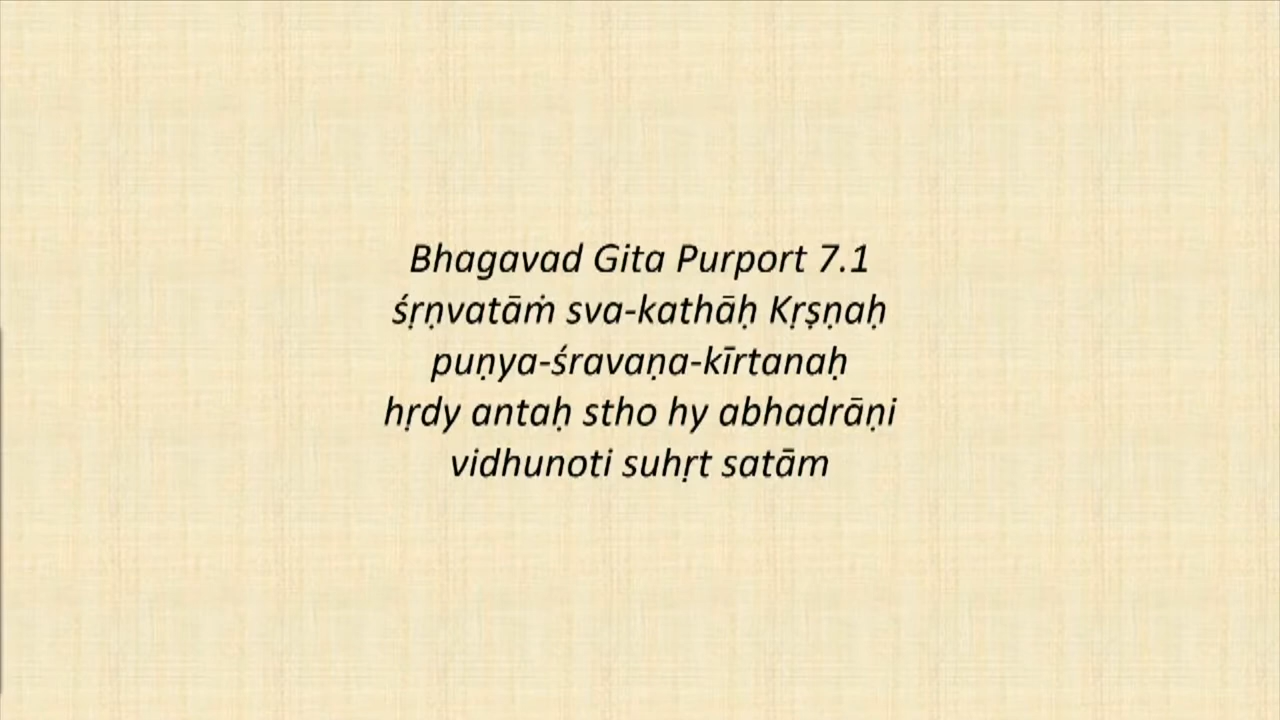 Bhagavad Gita Purport 7.1
śṛṇvatāṁ sva-kathāḥ Kṛṣṇaḥ
puṇya-śravaṇa-kīrtanaḥ
hṛdy antaḥ stho hy abhadrāṇi
vidhunoti suhṛt satām